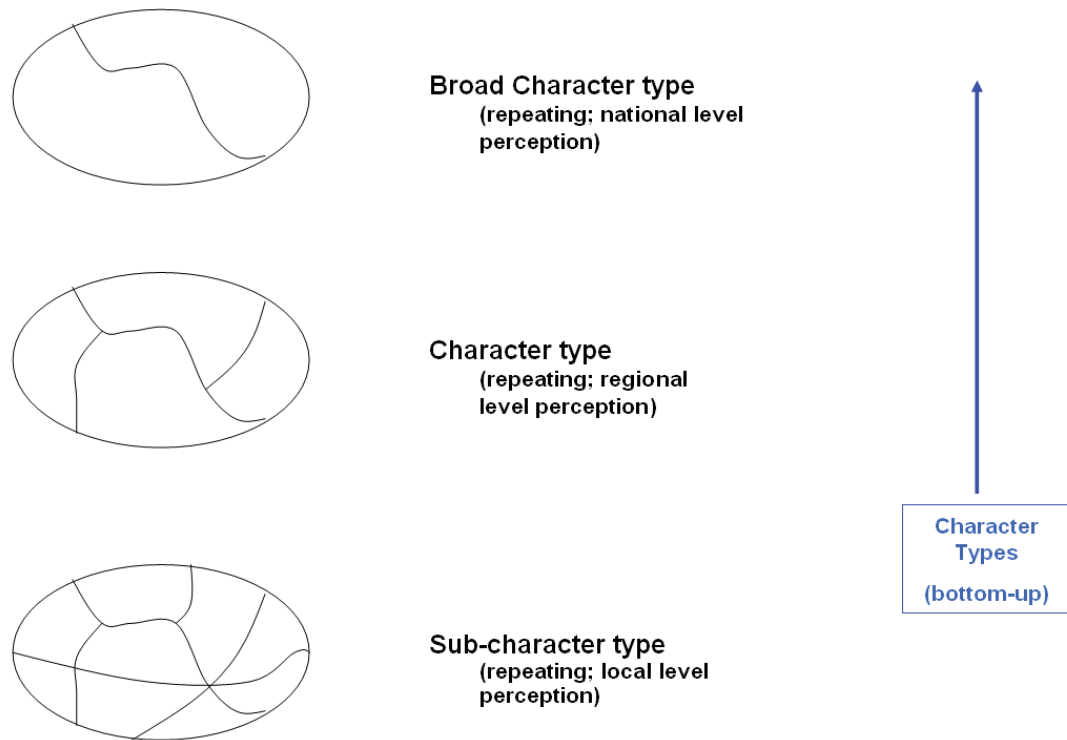 Broad Character type
(repeating; national level
perception)
Character type
(repeating; regional
level perception)
Character
Types
(bottom-up)
Sub-character type
(repeating; local level
perception)